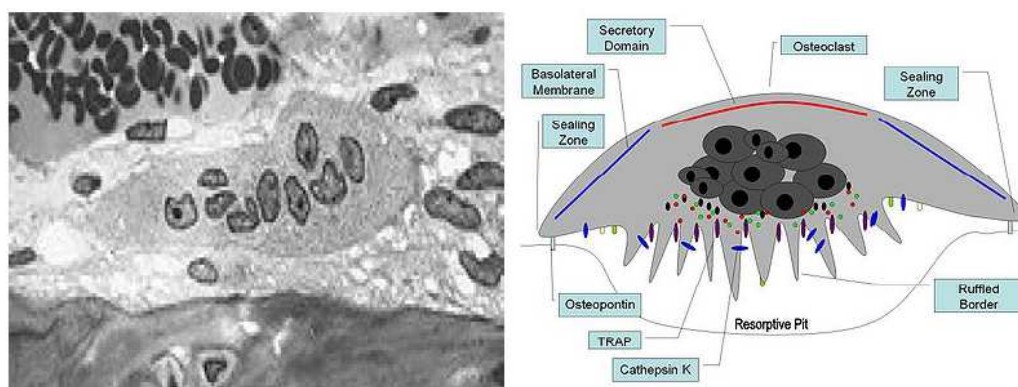 Secretory
Domain
Osteoclast
Basolateral
Membrane
Sealing
Zone
Sealing
Zone
Osteopontin
Resorptive Pit
Ruffled
Border
TRAP
Cathepsin K